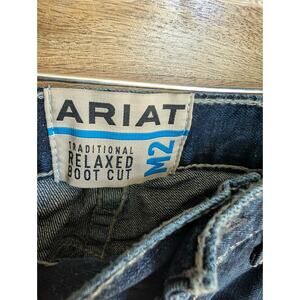 ARIAT
TRADITIONAL
RELAXED
BOOT CUT
M2